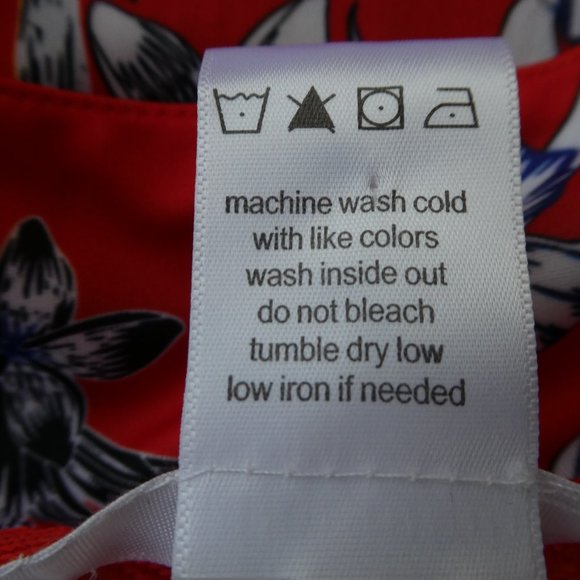 machine wash cold
with like colors
wash inside out
do not bleach
tumble dry low
low iron if needed